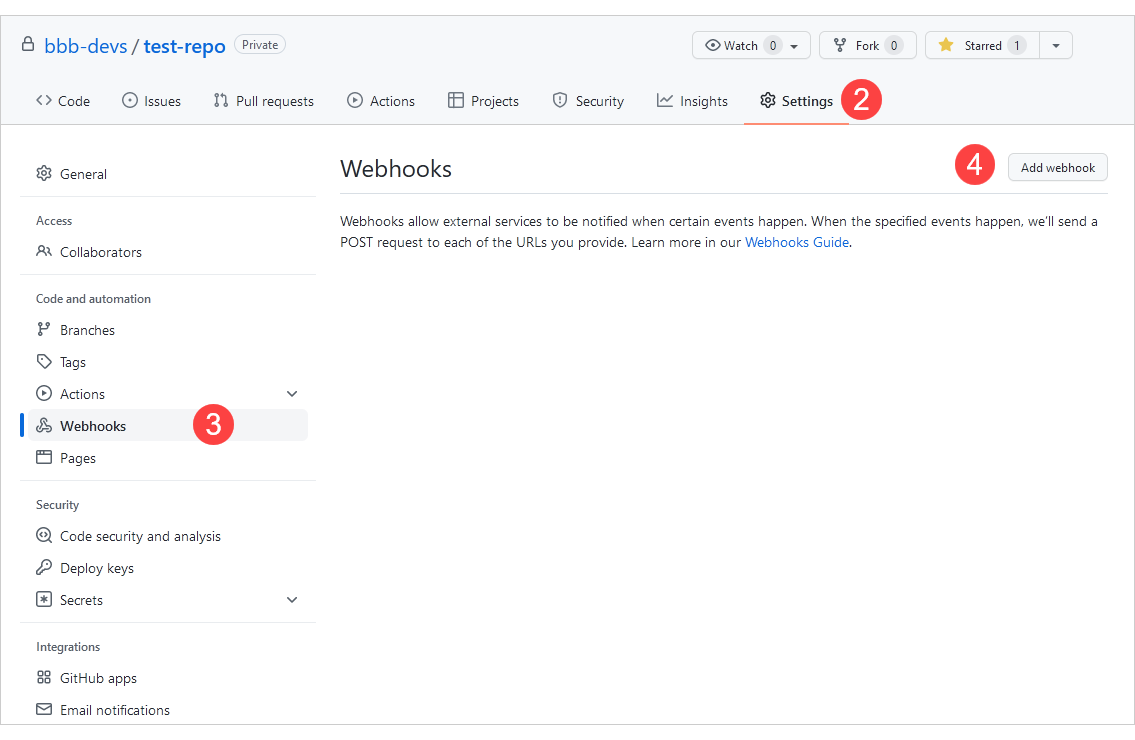 bbb-devs / test-repo Private Watch 0 Fork 0 Starred 1
Code Issues Pull requests Actions Projects Security Insights Settings 2
General
Access
Collaborators
Code and automation
Branches
Tags
Actions
Webhooks 3
Pages
Security
Code security and analysis
Deploy keys
Secrets
Integrations
GitHub apps
Email notifications
Webhooks 4 Add webhook
Webhooks allow external services to be notified when certain events happen. When the specified events happen, we'll send a
POST request to each of the URLs you provide. Learn more in our Webhooks Guide.